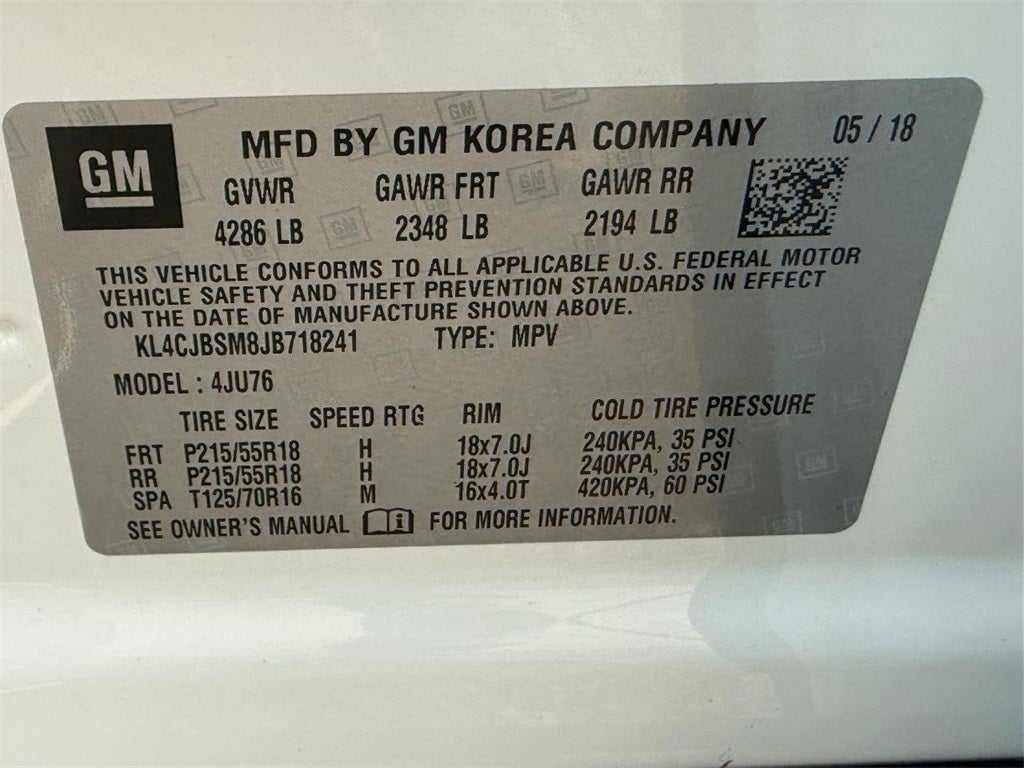 GM
MFD BY GM KOREA COMPANY 05 / 18
GVWR GAWR FRT GAWR RR
4286 LB 2348 LB 2194 LB
THIS VEHICLE CONFORMS TO ALL APPLICABLE U.S. FEDERAL MOTOR
VEHICLE SAFETY AND THEFT PREVENTION STANDARDS IN EFFECT
ON THE DATE OF MANUFACTURE SHOWN ABOVE.
KL4CJBSM8JB718241 TYPE: MPV
MODEL : 4JU76
TIRE SIZE SPEED RTG RIM COLD TIRE PRESSURE
FRT P215/55R18 H 18x7.0J 240KPA, 35 PSI
RR P215/55R18 H 18x7.0J 240KPA, 35 PSI
SPA T125/70R16 M 16x4.0T 420KPA, 60 PSI
SEE OWNER'S MANUAL i FOR MORE INFORMATION.